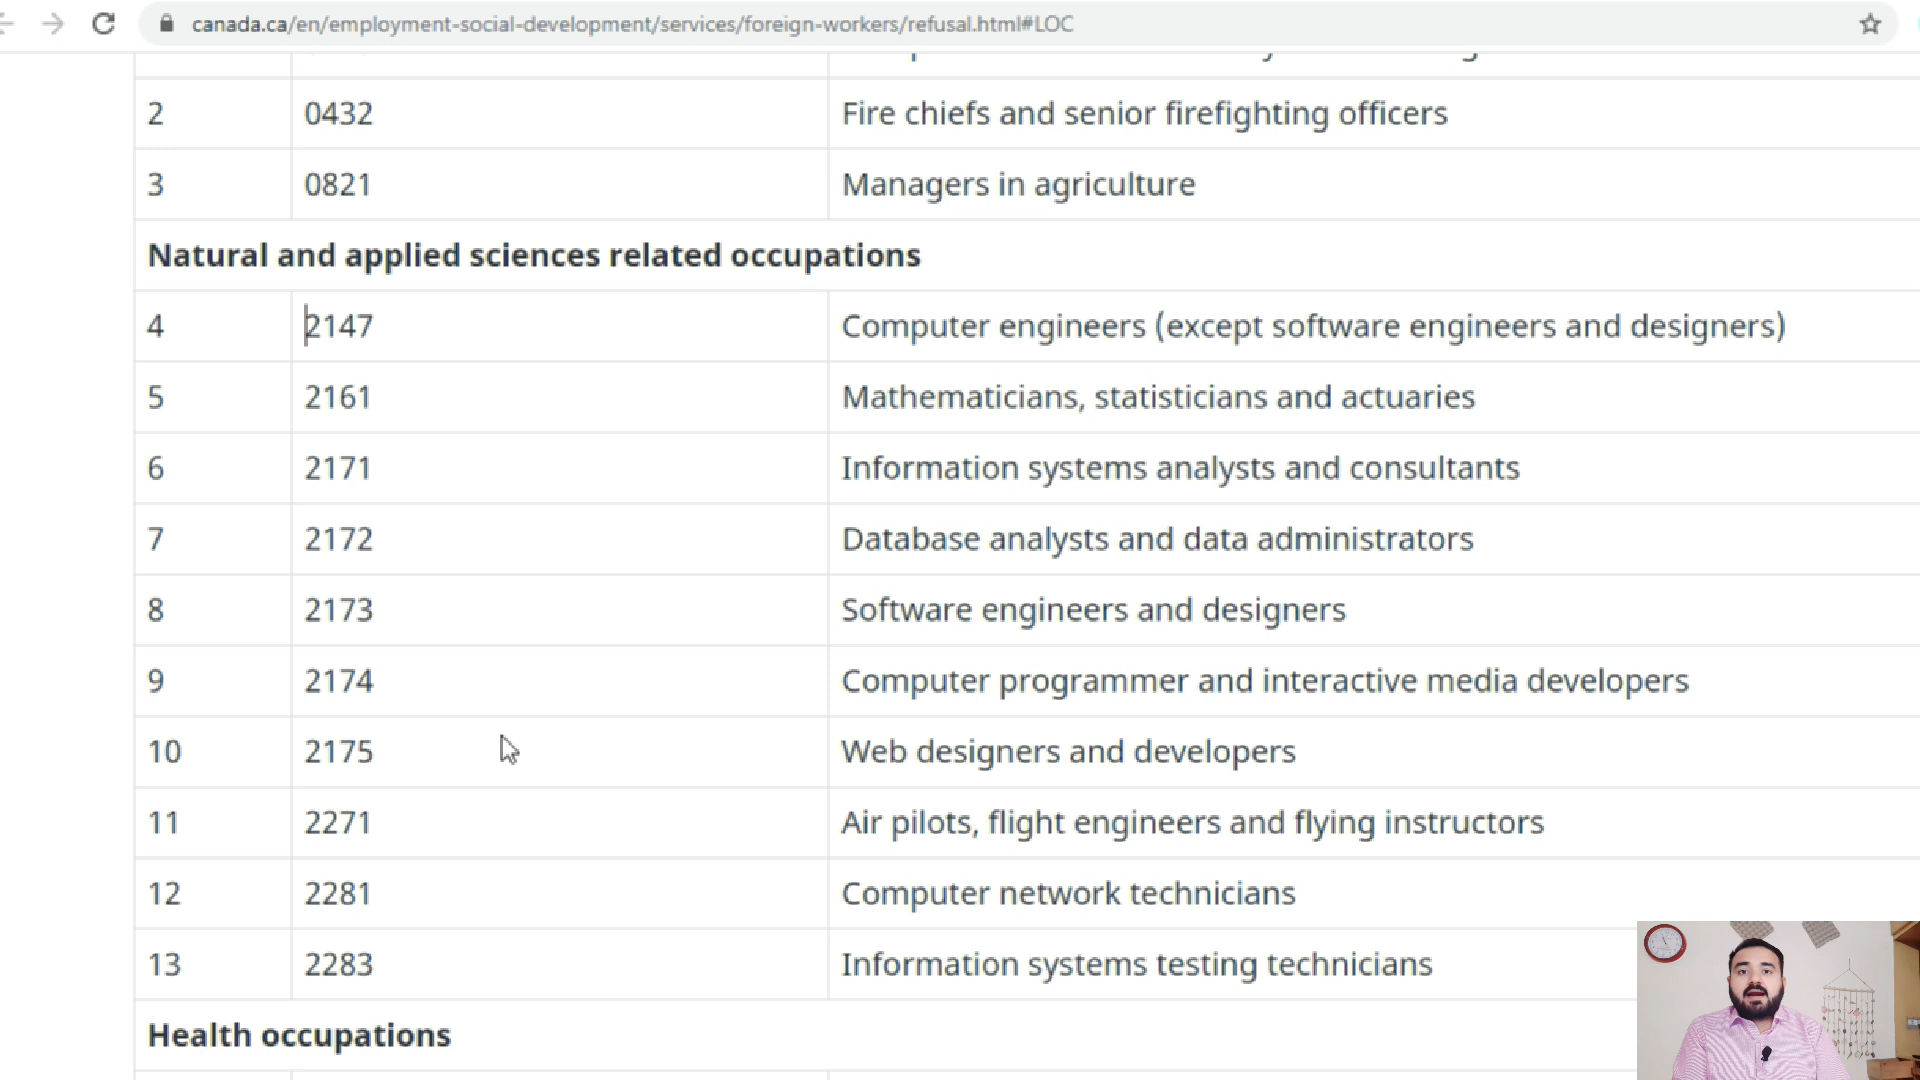 canada.ca/en/employment-social-development/services/foreign-workers/refusal.html#LOC
2 0432 Fire chiefs and senior firefighting officers
3 0821 Managers in agriculture
Natural and applied sciences related occupations
4 2147 Computer engineers (except software engineers and designers)
5 2161 Mathematicians, statisticians and actuaries
6 2171 Information systems analysts and consultants
7 2172 Database analysts and data administrators
8 2173 Software engineers and designers
9 2174 Computer programmer and interactive media developers
10 2175 Web designers and developers
11 2271 Air pilots, flight engineers and flying instructors
12 2281 Computer network technicians
13 2283 Information systems testing technicians
Health occupations